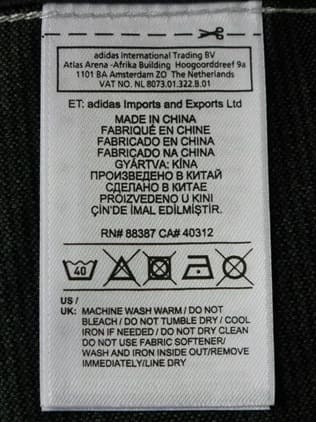 adidas International Trading BV
Atlas Arena -Afrika Building Hoogoorddreef 9a
1101 BA Amsterdam ZO The Netherlands
VAT NO. NL 8073.01.322.B.01
ET: adidas Imports and Exports Ltd
MADE IN CHINA
FABRIQUÉ EN CHINE
FABRICADO EN CHINA
FABRICADO NA CHINA
GYÁRTVA: KÍNA
ПРОИЗВЕДЕНО В КИТАЙ
СДЕЛАНО В КИТАЕ
PROIZVEDENO U KINI
ÇİN'DE İMAL EDİLMİŞTİR.
RN# 88387 CA# 40312
40
US /
UK: MACHINE WASH WARM / DO NOT
BLEACH / DO NOT TUMBLE DRY / COOL
IRON IF NEEDED / DO NOT DRY CLEAN
DO NOT USE FABRIC SOFTENER/
WASH AND IRON INSIDE OUT/REMOVE
IMMEDIATELY/LINE DRY